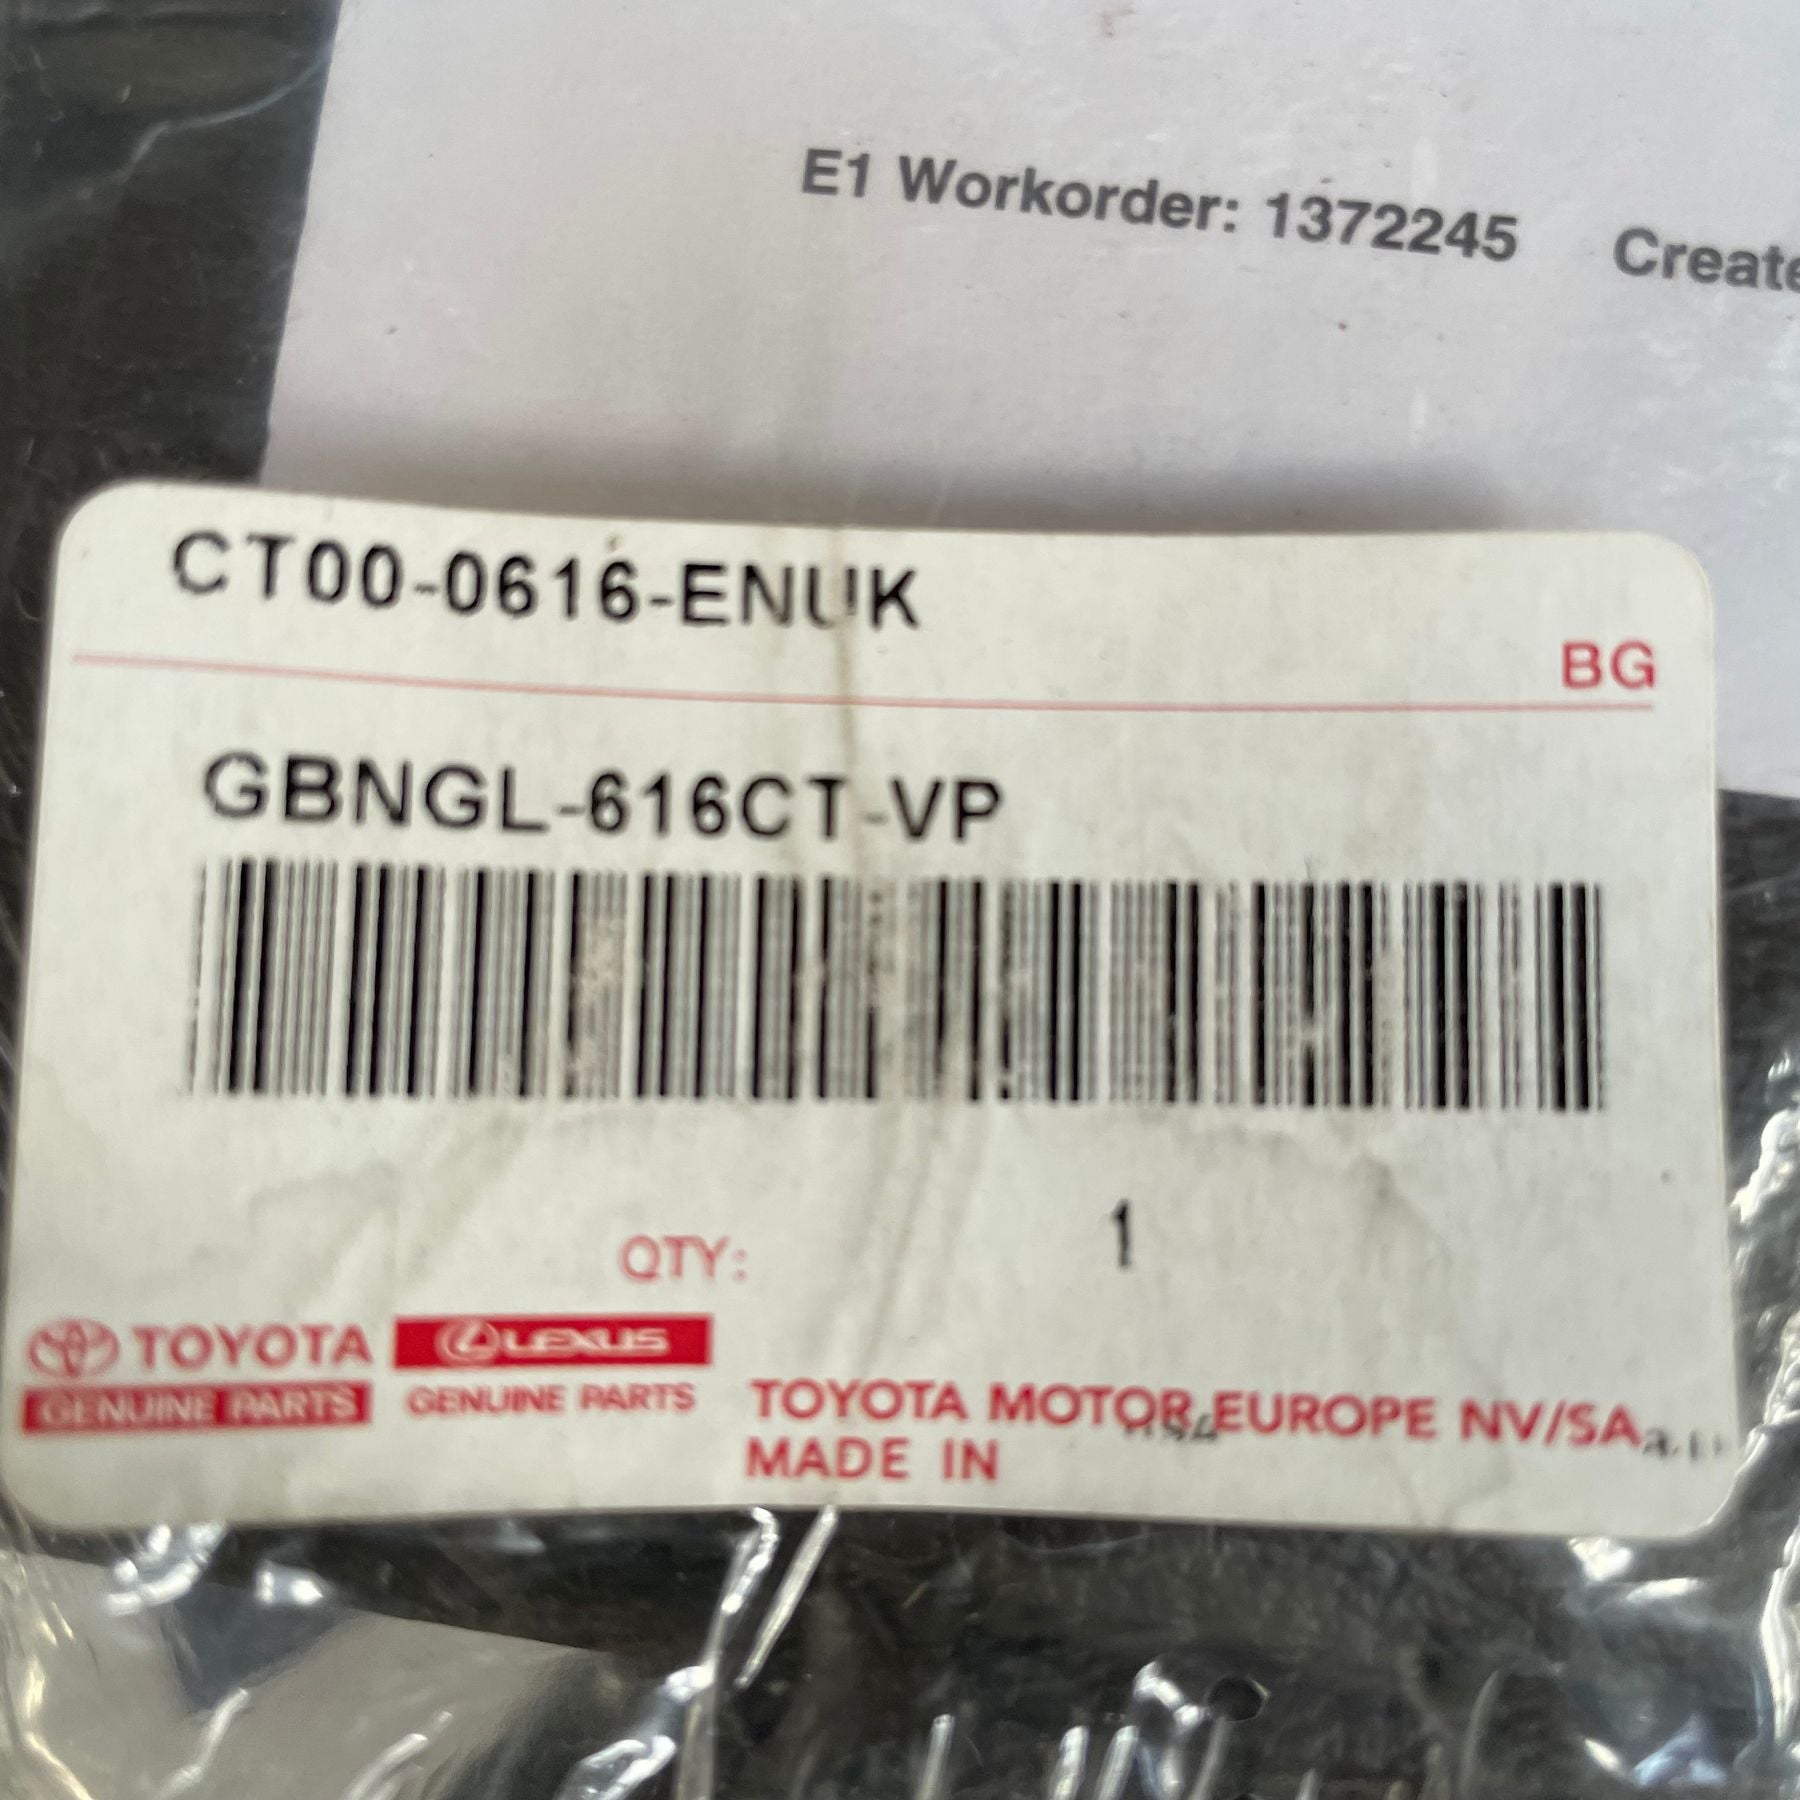 E1 Workorder: 1372245 Create
CT00-0616-ENUK
BG
GBNGL-616CT-VP
QTY: 1
TOYOTA
GENUINE PARTS
LEXUS
GENUINE PARTS
TOYOTA MOTOR EUROPE NV/SA
MADE IN